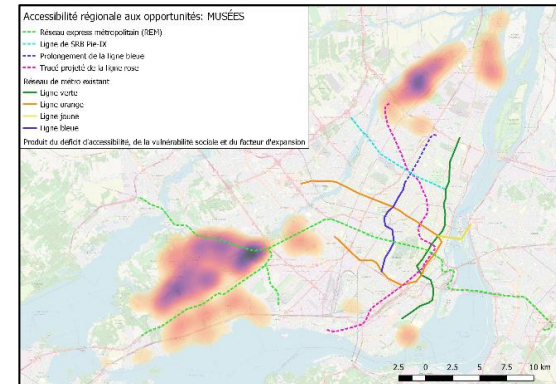 Accessibilité régionale aux opportunités: MUSÉES
Réseau express métropolitain (REM)
Ligne de SRB Pie-IX
Prolongement de la ligne bleue
Tracé projeté de la ligne rose
Réseau de métro existant
Ligne verte
Ligne orange
Ligne jaune
Ligne bleue
Produit du déficit d'accessibilité, de la vulnérabilité sociale et du facteur d'expansion
2.5 0 2.5 5 7.5 10 km